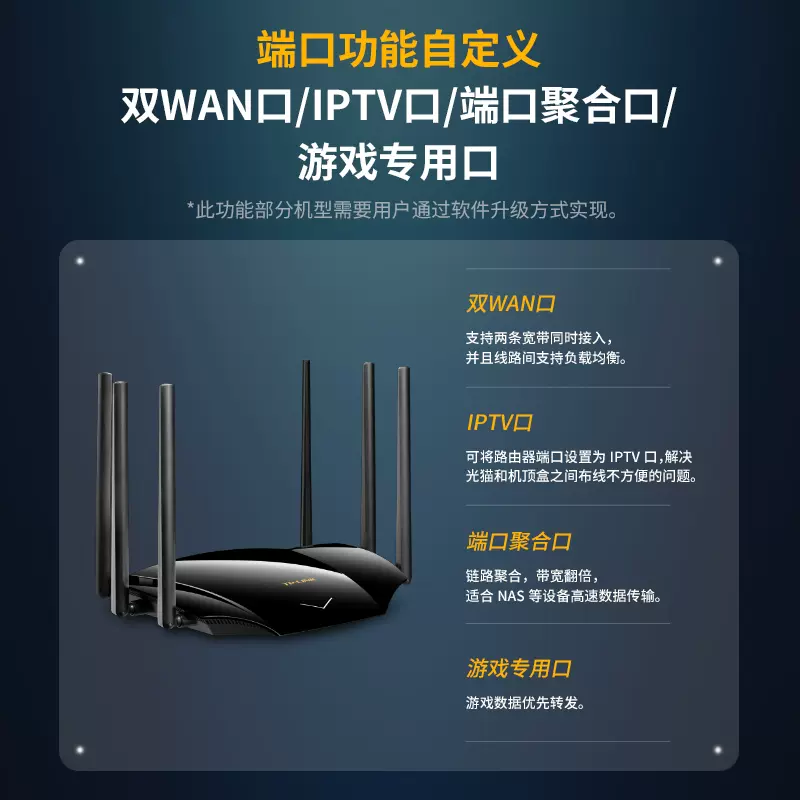 端口功能自定义
双WAN口/IPTV口/端口聚合口/
游戏专用口
*此功能部分机型需要用户通过软件升级方式实现。
双WAN口
支持两条宽带同时接入，
并且线路间支持负载均衡。
IPTV口
可将路由器端口设置为 IPTV 口，解决
光猫和机顶盒之间布线不方便的问题。
端口聚合口
链路聚合，带宽翻倍，
适合 NAS 等设备高速数据传输。
TP-LINK
游戏专用口
游戏数据优先转发。